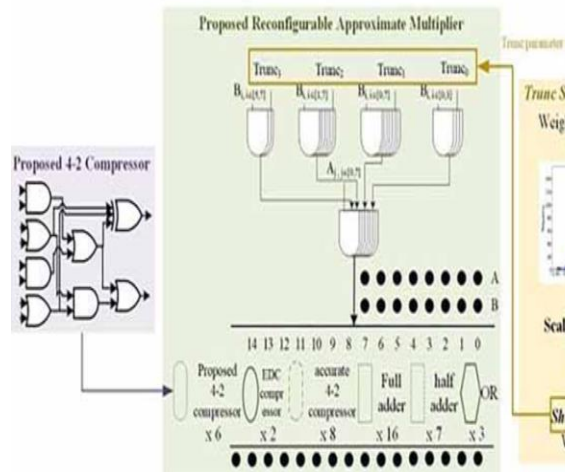 Proposed Reconfigurable Approximate Multiplier
Trunc parameter
Trunc₃ Trunc₂ Trunc₁ Trunc₀
Trunc S
Weig
Proposed 4-2 Compressor
A
B
Scal
14 13 12 11 10 9 8 7 6 5 4 3 2 1 0
Proposed 4-2 compressor x 6
EDC compr essor x 2
accurate 4-2 compressor x 8
Full adder x 16
half adder x 7
OR x 3
Sh